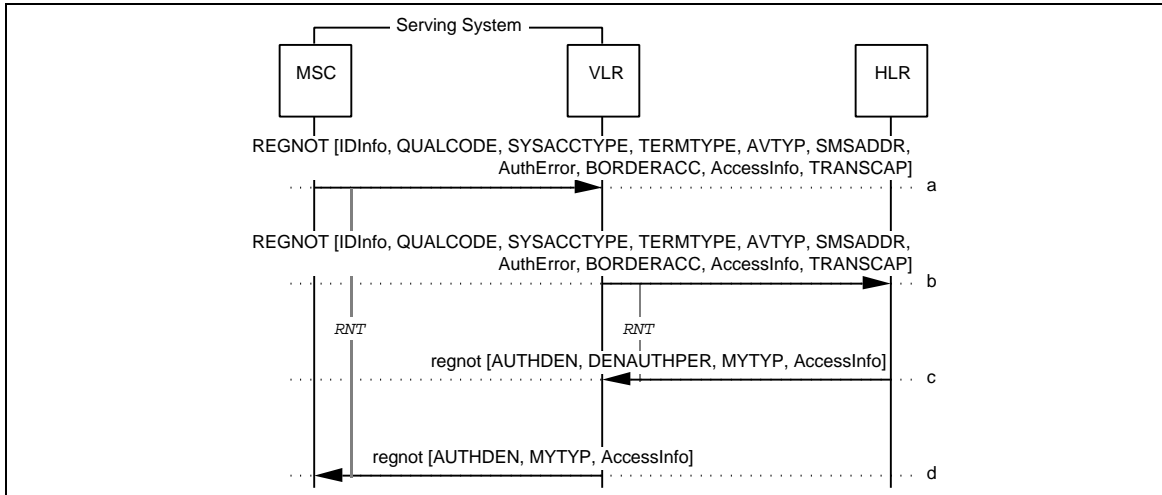 Serving System
MSC VLR HLR
REGNOT [IDInfo, QUALCODE, SYSACCTYPE, TERMTYPE, AVTYP, SMSADDR,
AuthError, BORDERACC, AccessInfo, TRANSCAP]
a
REGNOT [IDInfo, QUALCODE, SYSACCTYPE, TERMTYPE, AVTYP, SMSADDR,
AuthError, BORDERACC, AccessInfo, TRANSCAP]
b
RNT RNT
regnot [AUTHDEN, DENAUTHPER, MYTYP, AccessInfo]
c
regnot [AUTHDEN, MYTYP, AccessInfo]
d